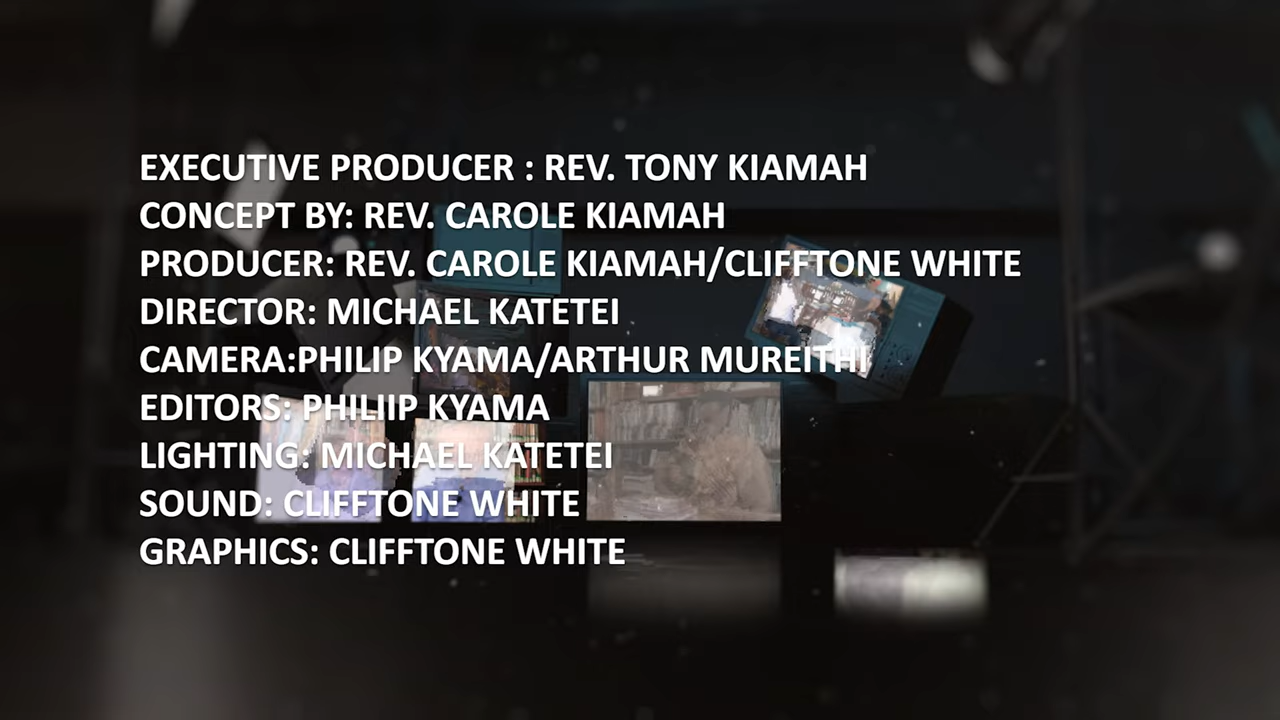 EXECUTIVE PRODUCER : REV. TONY KIAMAH
CONCEPT BY: REV. CAROLE KIAMAH
PRODUCER: REV. CAROLE KIAMAH/CLIFFTONE WHITE
DIRECTOR: MICHAEL KATETEI
CAMERA:PHILIP KYAMA/ARTHUR MUREITHI
EDITORS: PHILIIP KYAMA
LIGHTING: MICHAEL KATETEI
SOUND: CLIFFTONE WHITE
GRAPHICS: CLIFFTONE WHITE